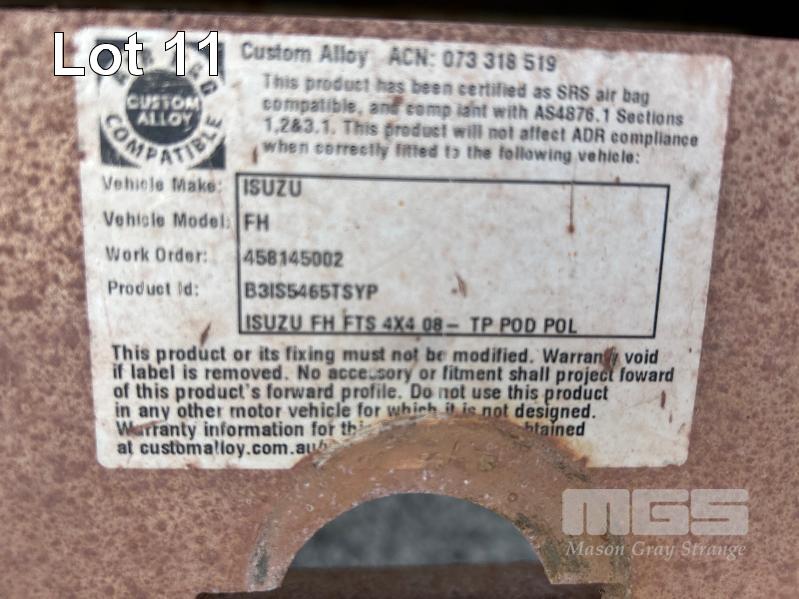 Lot 11
AIR BAG
CUSTOM
ALLOY
COMPATIBLE
Custom Alloy ACN: 073 318 519
This product has been certified as SRS air bag
compatible, and compliant with AS4876.1 Sections
1,2&3.1. This product will not affect ADR compliance
when correctly fitted to the following vehicle:
Vehicle Make: ISUZU
Vehicle Model: FH
Work Order: 458145002
Product Id: B3IS5465TSYP
ISUZU FH FTS 4X4 08- TP POD POL
This product or its fixing must not be modified. Warranty void
if label is removed. No accessory or fitment shall project foward
of this product's forward profile. Do not use this product
in any other motor vehicle for which it is not designed.
Warranty information for
at customalloy.com.au
MGS
Mason Gray Strange